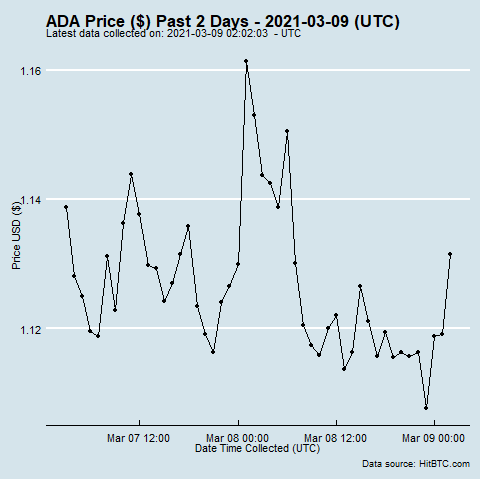 ADA Price ($) Past 2 Days - 2021-03-09 (UTC)
Latest data collected on: 2021-03-09 02:02:03 - UTC
1.16
1.14
1.12
Price USD ($)
Mar 07 12:00
Mar 08 00:00
Mar 08 12:00
Mar 09 00:00
Date Time Collected (UTC)
Data source: HitBTC.com